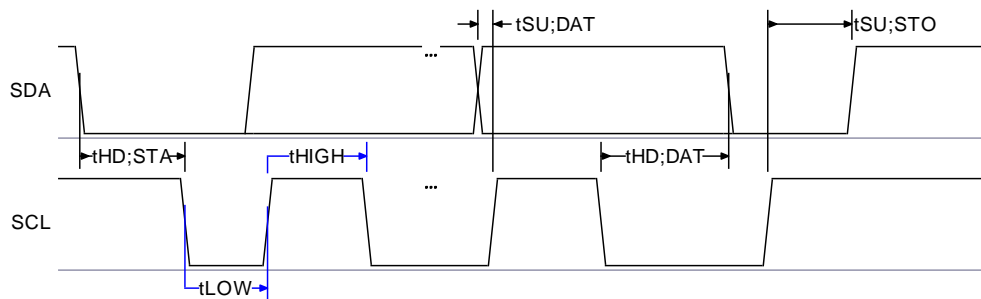 tSU;DAT tSU;STO
...
SDA
tHD;STA tHIGH tHD;DAT
...
SCL
tLOW